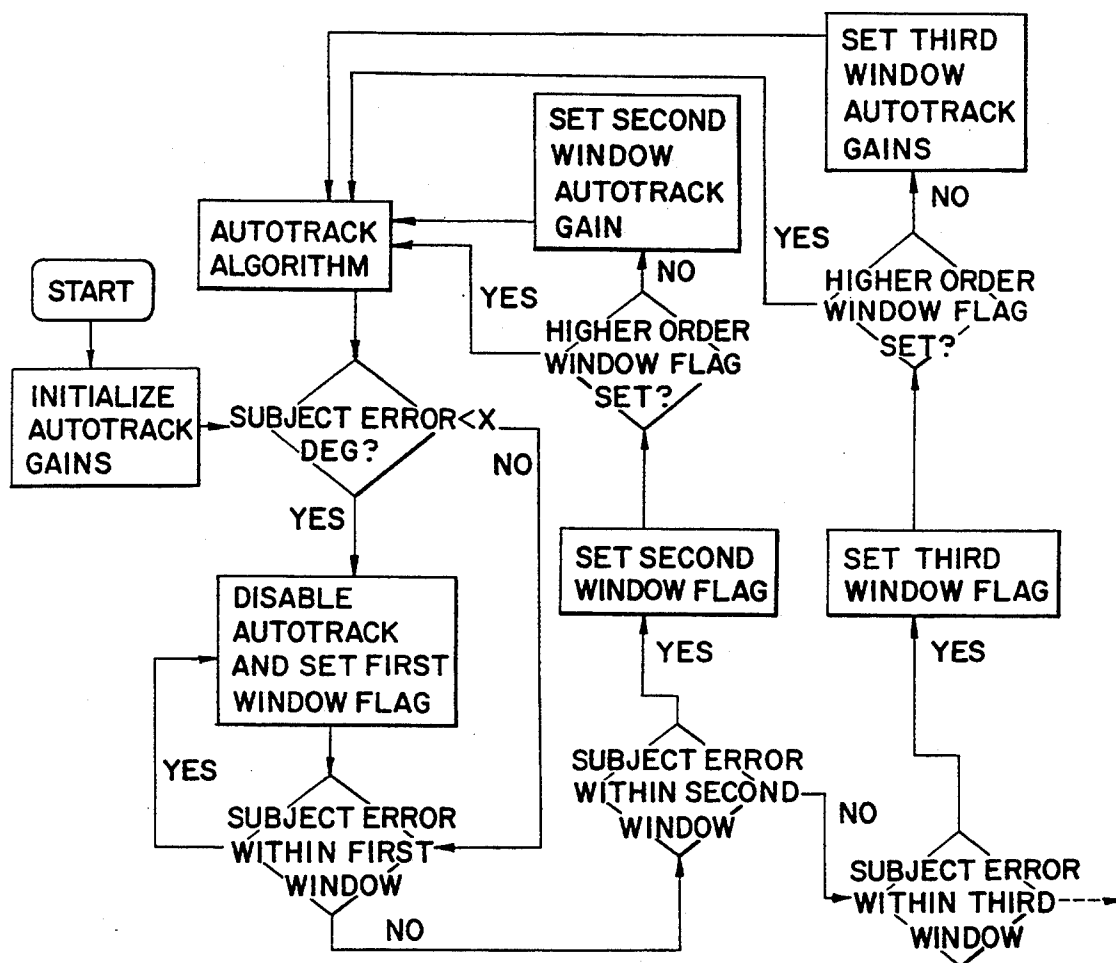 START
INITIALIZE
AUTOTRACK
GAINS
AUTOTRACK
ALGORITHM
SUBJECT ERROR<X
DEG?
NO
YES
DISABLE
AUTOTRACK
AND SET FIRST
WINDOW FLAG
YES
SUBJECT ERROR
WITHIN FIRST
WINDOW
NO
SET SECOND
WINDOW
AUTOTRACK
GAIN
NO
YES
HIGHER ORDER
WINDOW FLAG
SET?
SET SECOND
WINDOW FLAG
YES
SUBJECT ERROR
WITHIN SECOND
WINDOW
NO
SET THIRD
WINDOW
AUTOTRACK
GAINS
NO
YES
HIGHER ORDER
WINDOW FLAG
SET?
SET THIRD
WINDOW FLAG
YES
SUBJECT ERROR
WITHIN THIRD
WINDOW